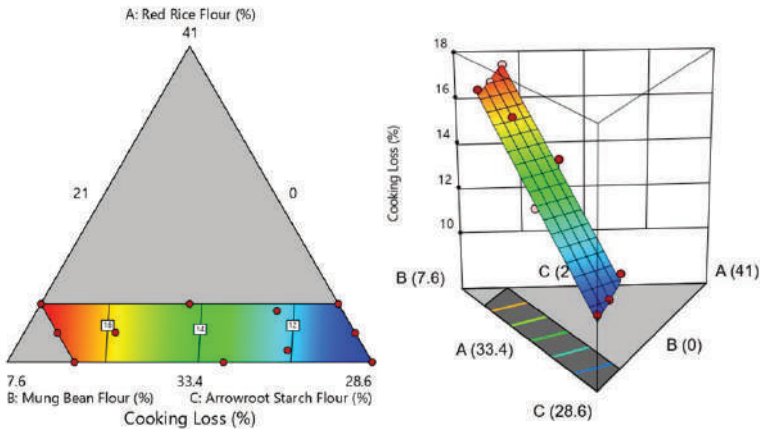 A: Red Rice Flour (%)
41
21
0
16
14
12
7.6
33.4
28.6
B: Mung Bean Flour (%)
C: Arrowroot Starch Flour (%)
Cooking Loss (%)
18
16
14
12
10
Cooking Loss (%)
B (7.6)
C (2
A (41)
A (33.4)
B (0)
C (28.6)